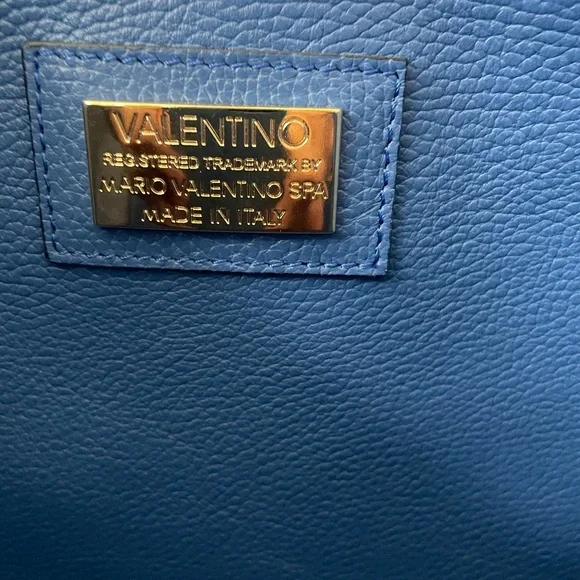 VALENTINO
REGISTERED TRADEMARK BY
MARIO VALENTINO SPA
MADE IN ITALY